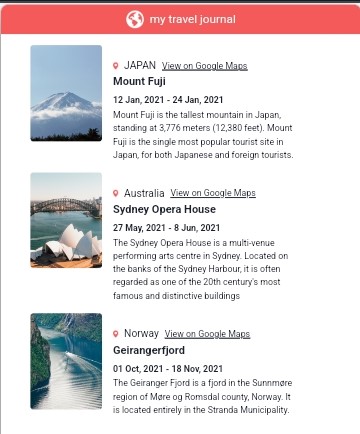 my travel journal
JAPAN View on Google Maps
Mount Fuji
12 Jan, 2021 - 24 Jan, 2021
Mount Fuji is the tallest mountain in Japan,
standing at 3,776 meters (12,380 feet). Mount
Fuji is the single most popular tourist site in
Japan, for both Japanese and foreign tourists.
Australia View on Google Maps
Sydney Opera House
27 May, 2021 - 8 Jun, 2021
The Sydney Opera House is a multi-venue
performing arts centre in Sydney. Located on
the banks of the Sydney Harbour, it is often
regarded as one of the 20th century's most
famous and distinctive buildings
Norway View on Google Maps
Geirangerfjord
01 Oct, 2021 - 18 Nov, 2021
The Geiranger Fjord is a fjord in the Sunnmøre
region of Møre og Romsdal county, Norway. It
is located entirely in the Stranda Municipality.